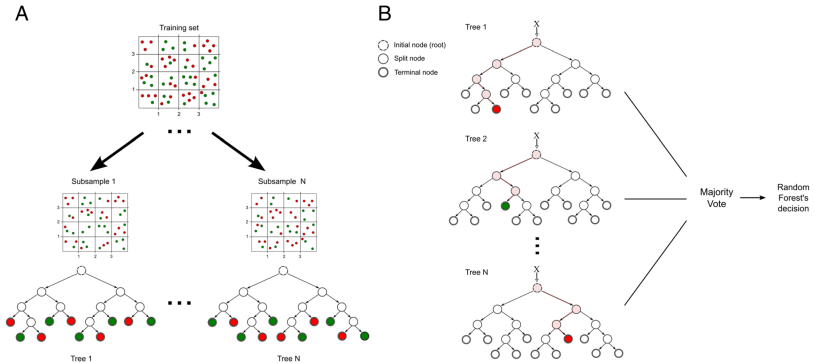 A
Training set
3
2
1
1
2
3
Subsample 1
Subsample N
3
2
1
1
2
3
3
2
1
1
2
3
Tree 1
Tree N
B
Initial node (root)
Split node
Terminal node
Tree 1
X
Tree 2
X
Tree N
X
Majority
Vote
Random
Forest's
decision